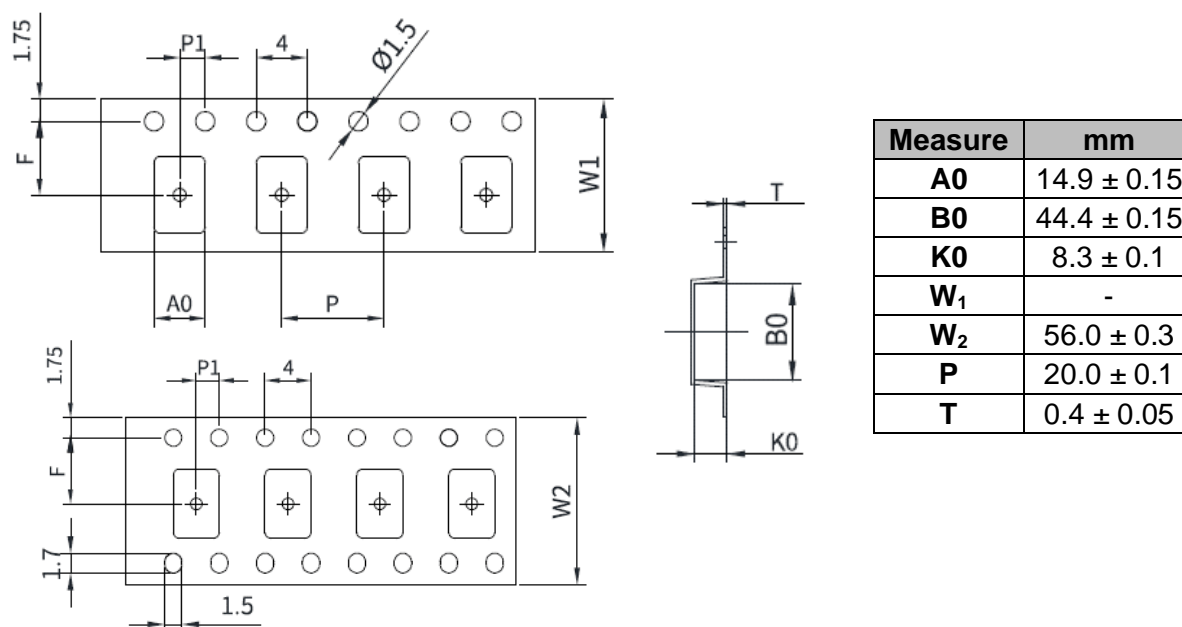 1.75
P1
4
Ø1.5
F
W1
A0
P
1.75
P1
4
F
W2
1.7
1.5
T
B0
K0
Measure mm
A0 14.9 ± 0.15
B0 44.4 ± 0.15
K0 8.3 ± 0.1
W₁ -
W₂ 56.0 ± 0.3
P 20.0 ± 0.1
T 0.4 ± 0.05